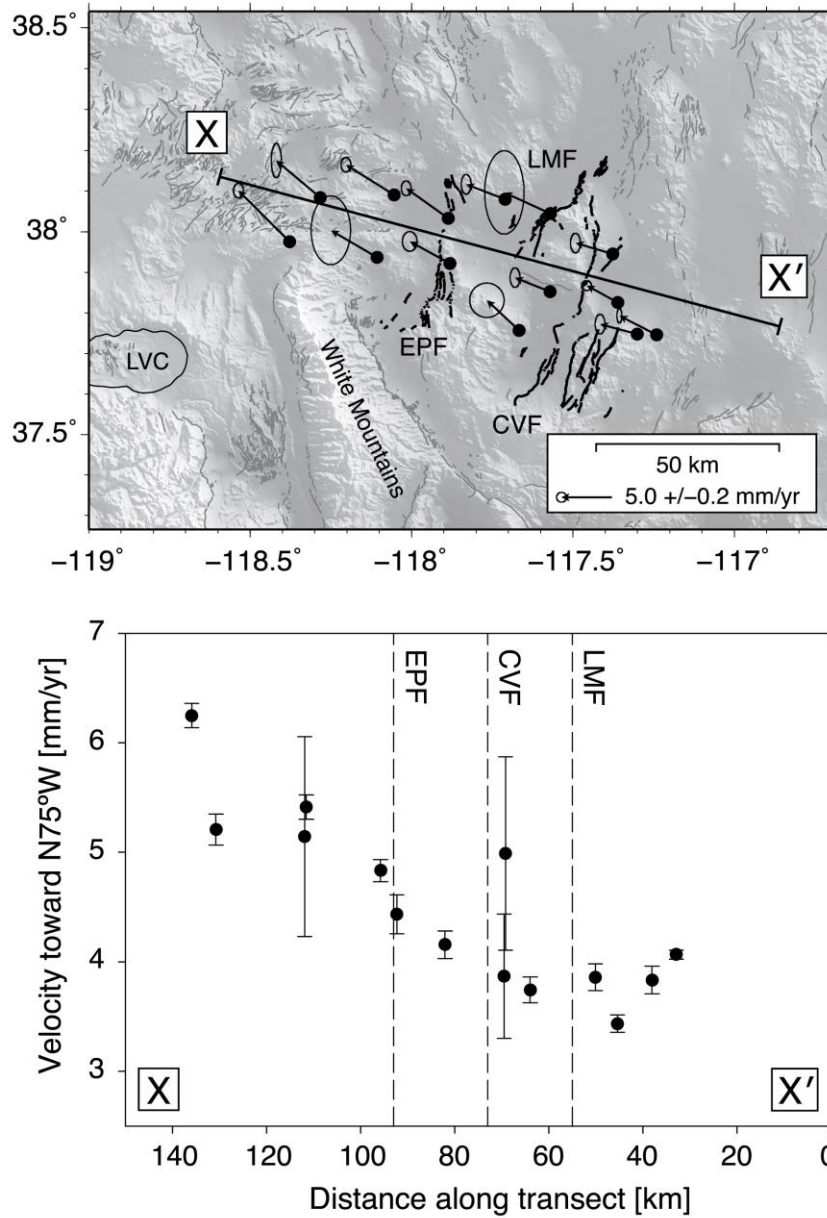 38.5°
38°
37.5°
X
LMF
X′
EPF
LVC
White Mountains
CVF
50 km
5.0 +/−0.2 mm/yr
−119° −118.5° −118° −117.5° −117°
7
6
5
4
3
Velocity toward N75°W [mm/yr]
EPF
CVF
LMF
X
X′
140 120 100 80 60 40 20 0
Distance along transect [km]